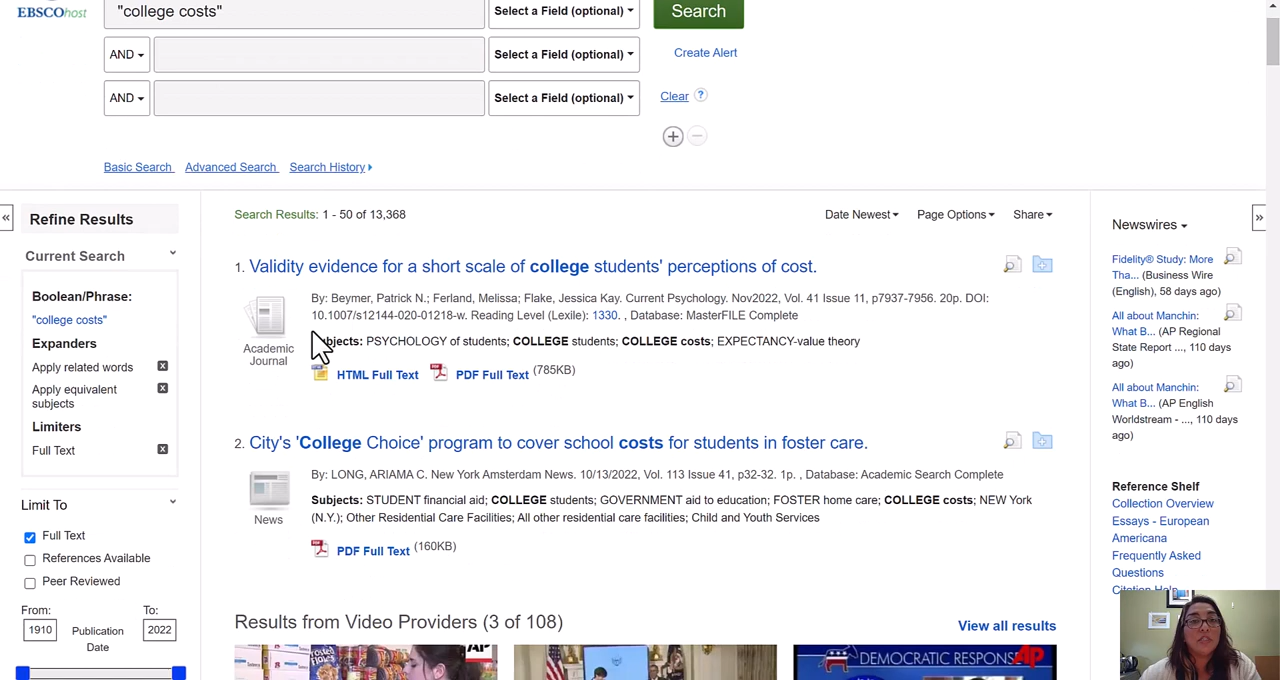 EBSCOhost
"college costs"
Select a Field (optional)
Search
AND
Select a Field (optional)
Create Alert
AND
Select a Field (optional)
Clear ?
Basic Search Advanced Search Search History
«
Refine Results
Current Search
Boolean/Phrase:
"college costs"
Expanders
Apply related words
Apply equivalent
subjects
Limiters
Full Text
Limit To
Full Text
References Available
Peer Reviewed
From:
To:
1910
Publication
Date
2022
Search Results: 1 - 50 of 13,368
Date Newest Page Options Share
1. Validity evidence for a short scale of college students' perceptions of cost.
Academic
Journal
By: Beymer, Patrick N.; Ferland, Melissa; Flake, Jessica Kay. Current Psychology. Nov2022, Vol. 41 Issue 11, p7937-7956. 20p. DOI:
10.1007/s12144-020-01218-w. Reading Level (Lexile): 1330. , Database: MasterFILE Complete
bjects: PSYCHOLOGY of students; COLLEGE students; COLLEGE costs; EXPECTANCY-value theory
HTML Full Text PDF Full Text (785KB)
2. City's 'College Choice' program to cover school costs for students in foster care.
News
By: LONG, ARIAMA C. New York Amsterdam News. 10/13/2022, Vol. 113 Issue 41, p32-32. 1p. , Database: Academic Search Complete
Subjects: STUDENT financial aid; COLLEGE students; GOVERNMENT aid to education; FOSTER home care; COLLEGE costs; NEW York
(N.Y.); Other Residential Care Facilities; All other residential care facilities; Child and Youth Services
PDF Full Text (160KB)
Results from Video Providers (3 of 108)
View all results
AP
DEMOCRATIC RESPONS
AP
»
Newswires
Fidelity® Study: More
Tha... (Business Wire
(English), 58 days ago)
All about Manchin:
What B... (AP Regional
State Report ..., 110 days
ago)
All about Manchin:
What B... (AP English
Worldstream - ..., 110 days
ago)
Reference Shelf
Collection Overview
Essays - European
Americana
Frequently Asked
Questions
Citation Help